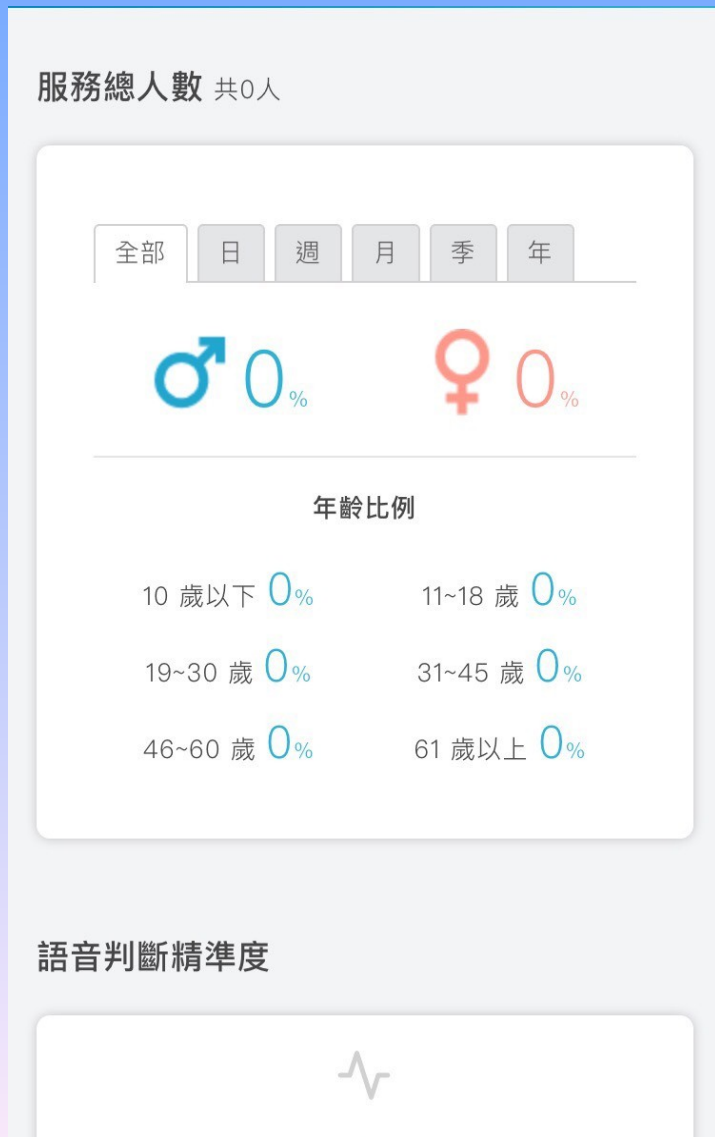 服務總人數 共0人
全部 日 週 月 季 年
0% 0%
年齡比例
10 歲以下 0% 11~18 歲 0%
19~30 歲 0% 31~45 歲 0%
46~60 歲 0% 61 歲以上 0%
語音判斷精準度